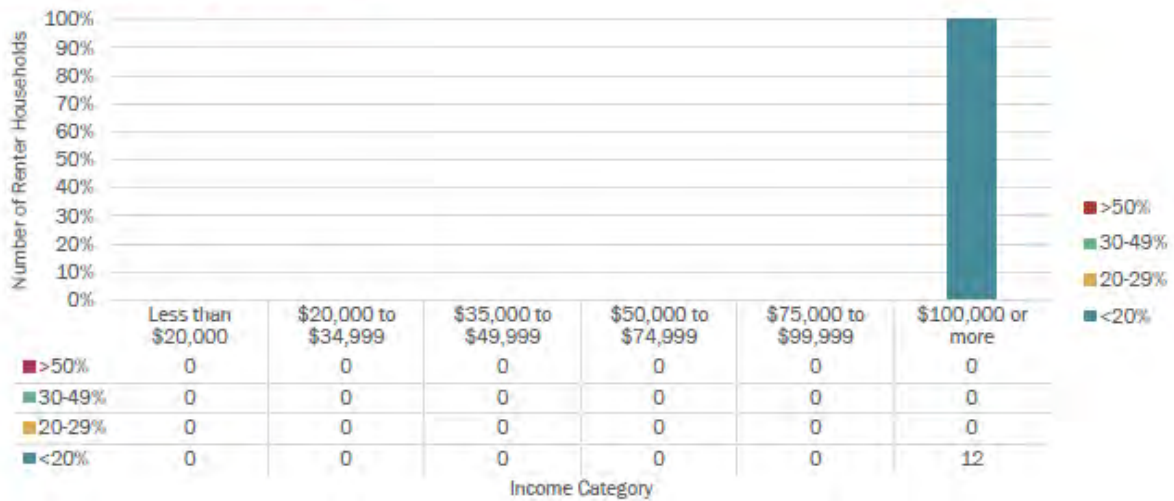 Number of Renter Households
100%
90%
80%
70%
60%
50%
40%
30%
20%
10%
0%
>50%
30-49%
20-29%
<20%
Less than $20,000 to $35,000 to $50,000 to $75,000 to $100,000 or
$20,000 $34,999 $49,999 $74,999 $99,999 more
>50% 0 0 0 0 0 0
30-49% 0 0 0 0 0 0
20-29% 0 0 0 0 0 0
<20% 0 0 0 0 0 12
Income Category